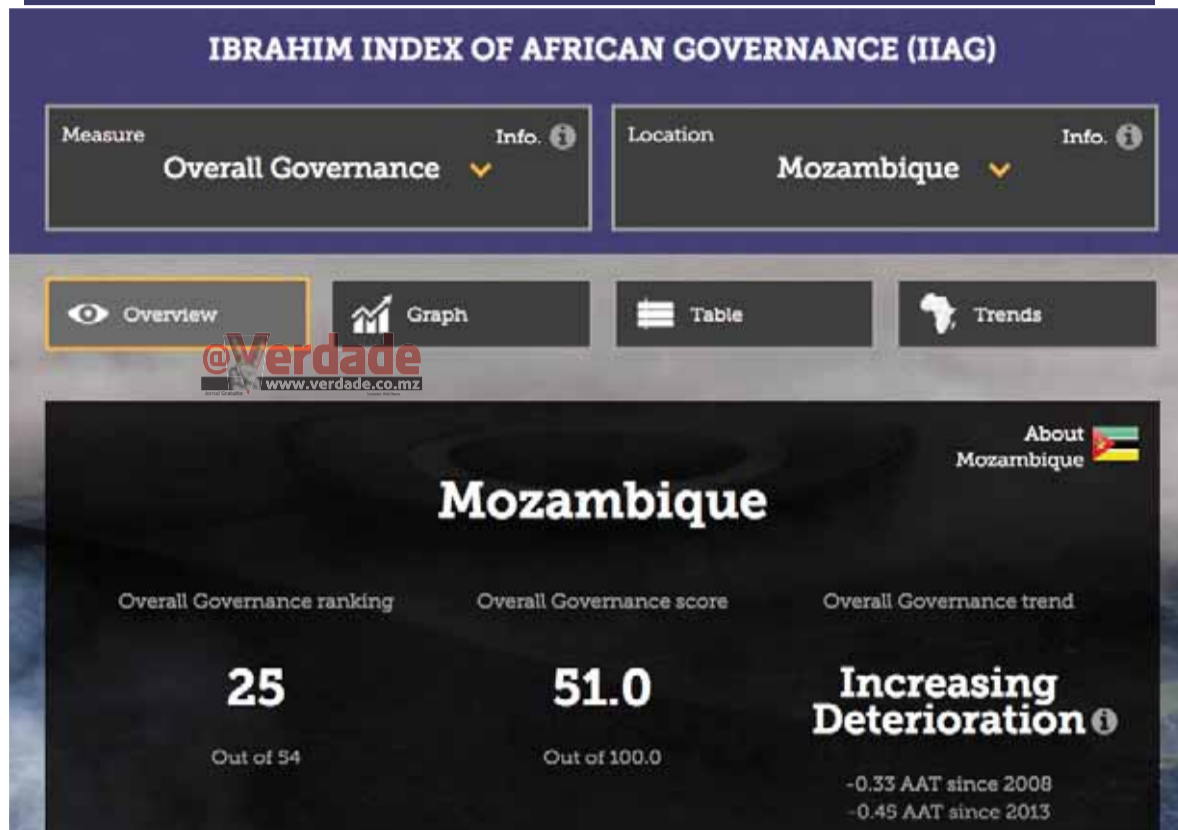 IBRAHIM INDEX OF AFRICAN GOVERNANCE (IIAG)
Measure
Info.
Overall Governance
Location
Info.
Mozambique
Overview
Graph
Table
Trends
@Verdade
www.verdade.co.mz
About
Mozambique
Mozambique
Overall Governance ranking
25
Out of 54
Overall Governance score
51.0
Out of 100.0
Overall Governance trend
Increasing
Deterioration
-0.33 AAT since 2008
-0.45 AAT since 2013